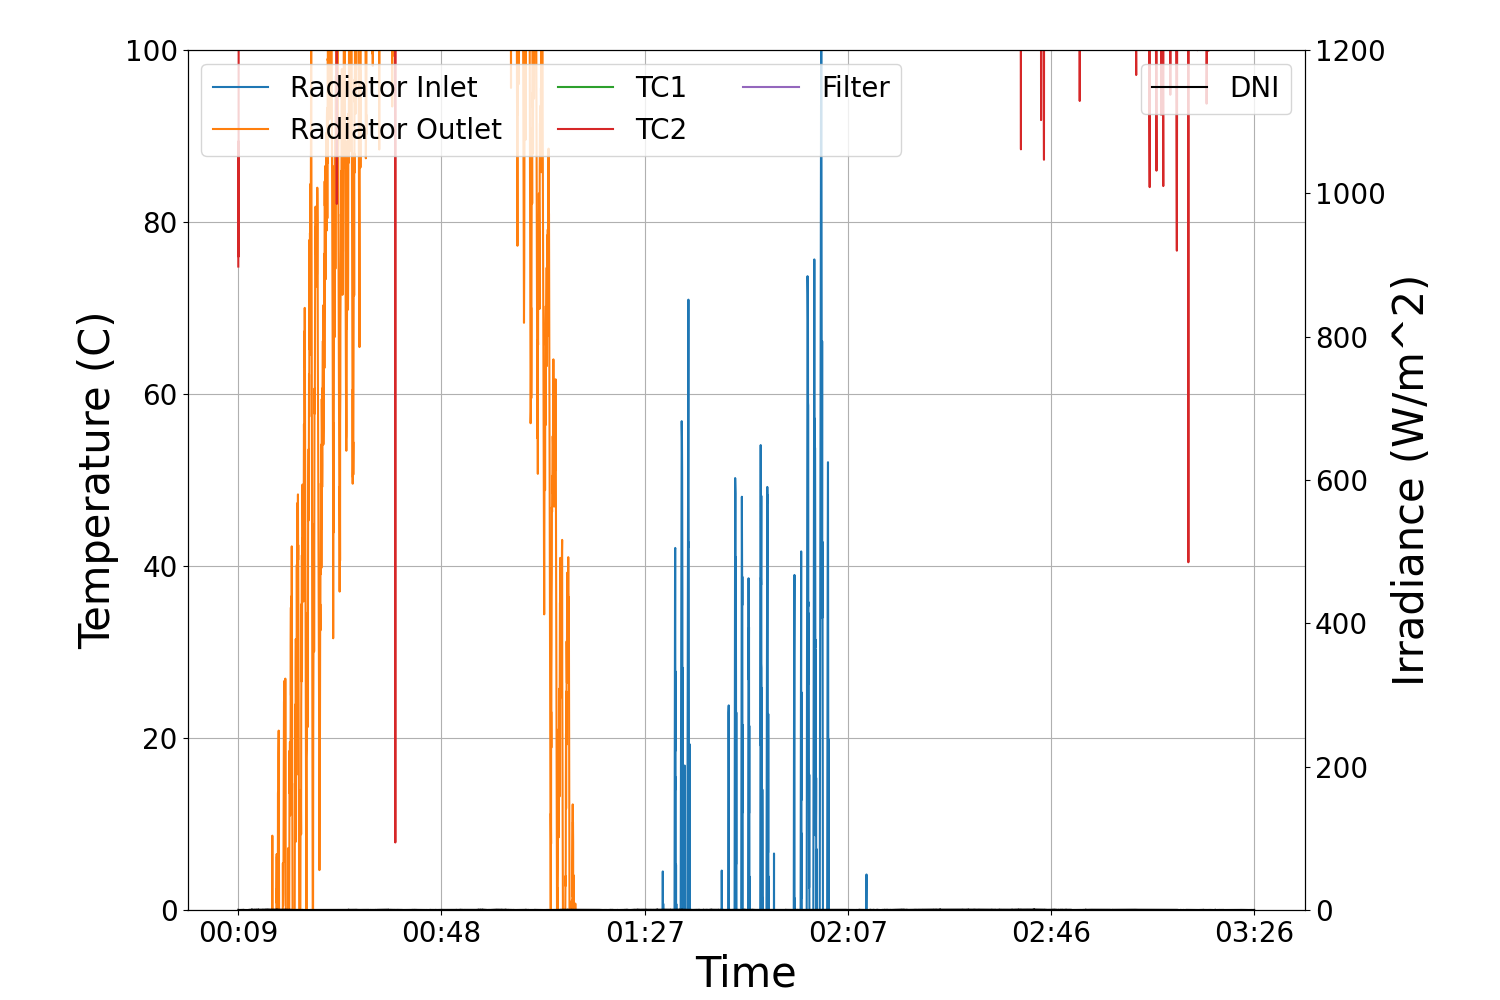 100
80
60
40
20
0
Temperature (C)
Radiator Inlet
Radiator Outlet
TC1
TC2
Filter
DNI
1200
1000
800
600
400
200
0
Irradiance (W/m^2)
00:09 00:48 01:27 02:07 02:46 03:26
Time